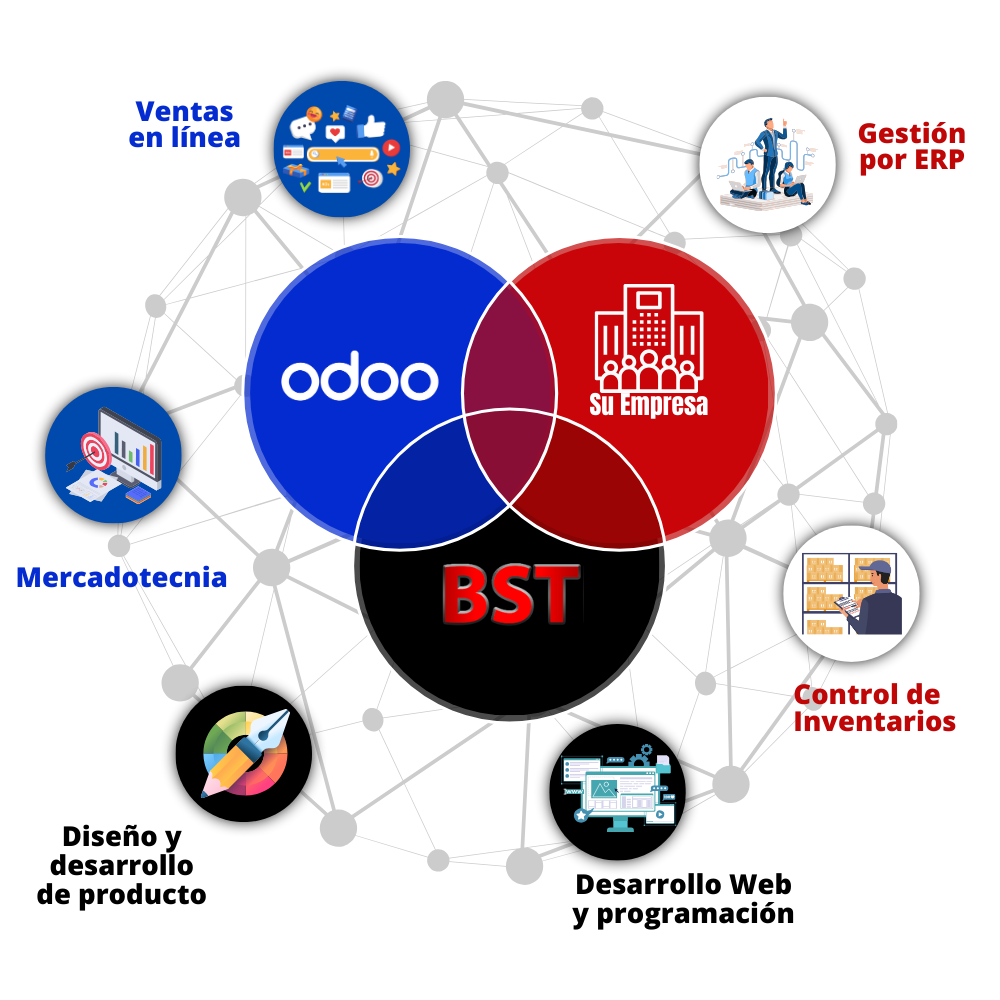 Ventas
en línea
Gestión
por ERP
odoo
Su Empresa
Mercadotecnia
BST
Control de
Inventarios
Diseño y
desarrollo
de producto
Desarrollo Web
y programación